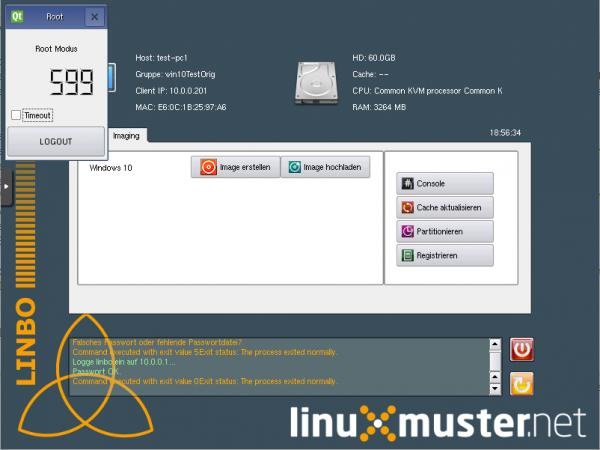 Qt Root
Root Modus
599
Timeout
LOGOUT
Host: test-pc1
Gruppe: win10TestOrig
Client IP: 10.0.0.201
MAC: E6:0C:1B:25:97:A6
HD: 60.0GB
Cache: --
CPU: Common KVM processor Common K
RAM: 3264 MB
Imaging
18:56:34
Windows 10
Image erstellen
Image hochladen
Console
Cache aktualisieren
Partitionieren
Registrieren
LINBO
Falsches Passwort oder fehlende Passwortdatei?
Command executed with exit value 5Exit status: The process exited normally.
Logge linbo ein auf 10.0.0.1...
Passwort OK.
Command executed with exit value 0Exit status: The process exited normally.
linuxmuster.net